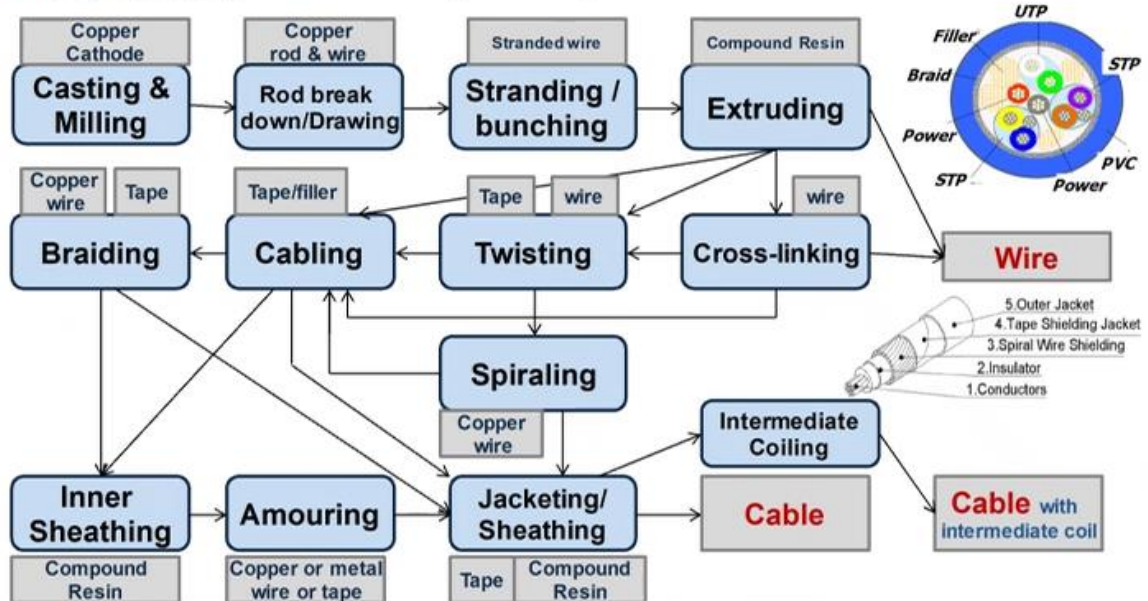 Copper
Cathode
Casting &
Milling
Copper
rod & wire
Rod break
down/Drawing
Stranded wire
Stranding /
bunching
Compound Resin
Extruding
UTP
Filler
STP
Braid
Power
PVC
STP
Power
Copper
wire
Tape
Braiding
Tape/filler
Cabling
Tape
wire
Twisting
wire
Cross-linking
Wire
5.Outer Jacket
4.Tape Shielding Jacket
3.Spiral Wire Shielding
2.Insulator
1.Conductors
Spiraling
Copper
wire
Intermediate
Coiling
Inner
Sheathing
Compound
Resin
Amouring
Copper or metal
wire or tape
Jacketing/
Sheathing
Tape
Compound
Resin
Cable
Cable with
intermediate coil